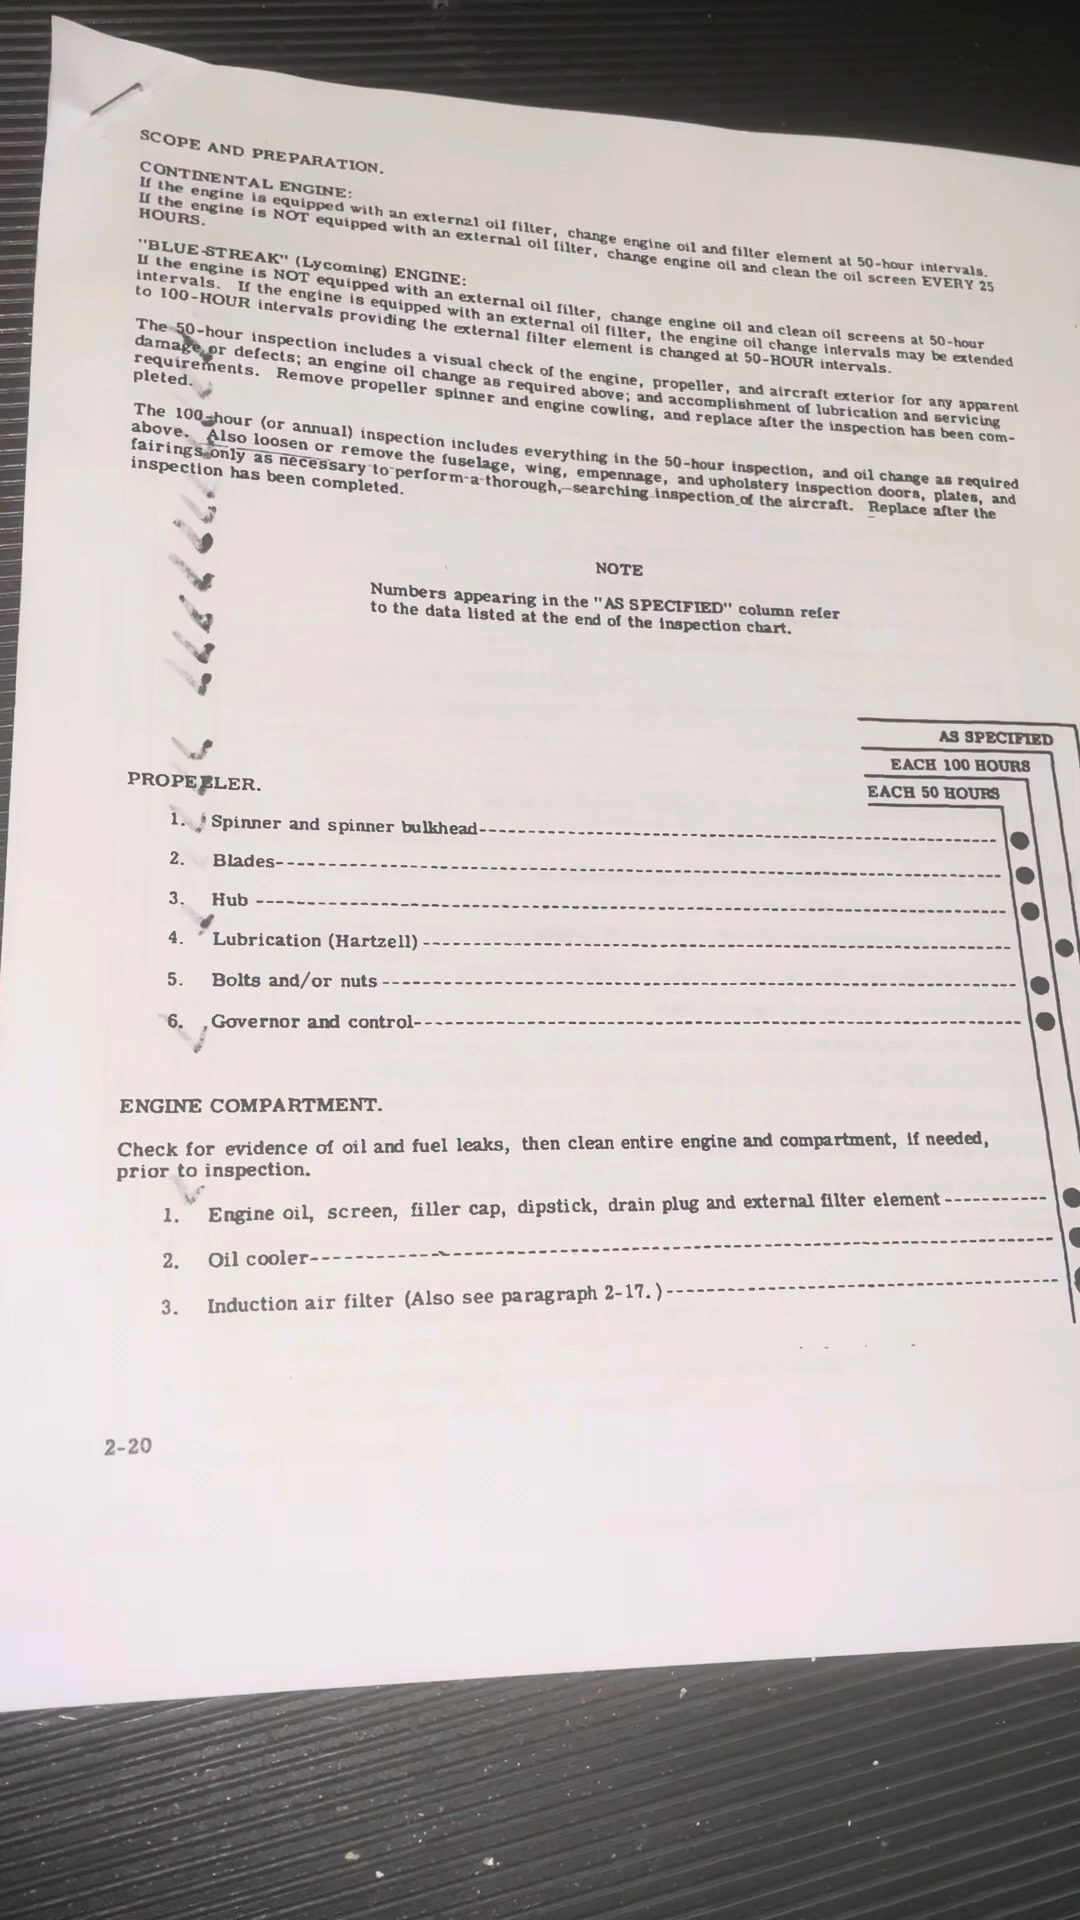 SCOPE AND PREPARATION.
CONTINENTAL ENGINE:
If the engine is equipped with an external oil filter, change engine oil and filter element at 50-hour intervals.
If the engine is NOT equipped with an external oil filter, change engine oil and clean the oil screen EVERY 25
HOURS.
"BLUE-STREAK" (Lycoming) ENGINE:
If the engine is NOT equipped with an external oil filter, change engine oil and clean oil screens at 50-hour
intervals. If the engine is equipped with an external oil filter, the engine oil change intervals may be extended
to 100-HOUR intervals providing the external filter element is changed at 50-HOUR intervals.
The 50-hour inspection includes a visual check of the engine, propeller, and aircraft exterior for any apparent
damage or defects; an engine oil change as required above; and accomplishment of lubrication and servicing
requirements. Remove propeller spinner and engine cowling, and replace after the inspection has been com-
pleted.
The 100-hour (or annual) inspection includes everything in the 50-hour inspection, and oil change as required
above. Also loosen or remove the fuselage, wing, empennage, and upholstery inspection doors, plates, and
fairings only as necessary to perform a thorough, searching inspection of the aircraft. Replace after the
inspection has been completed.
NOTE
Numbers appearing in the "AS SPECIFIED" column refer
to the data listed at the end of the inspection chart.
AS SPECIFIED
EACH 100 HOURS
EACH 50 HOURS
PROPELLER.
1. Spinner and spinner bulkhead
2. Blades
3. Hub
4. Lubrication (Hartzell)
5. Bolts and/or nuts
6. Governor and control
ENGINE COMPARTMENT.
Check for evidence of oil and fuel leaks, then clean entire engine and compartment, if needed,
prior to inspection.
1. Engine oil, screen, filler cap, dipstick, drain plug and external filter element
2. Oil cooler
3. Induction air filter (Also see paragraph 2-17.)
2-20